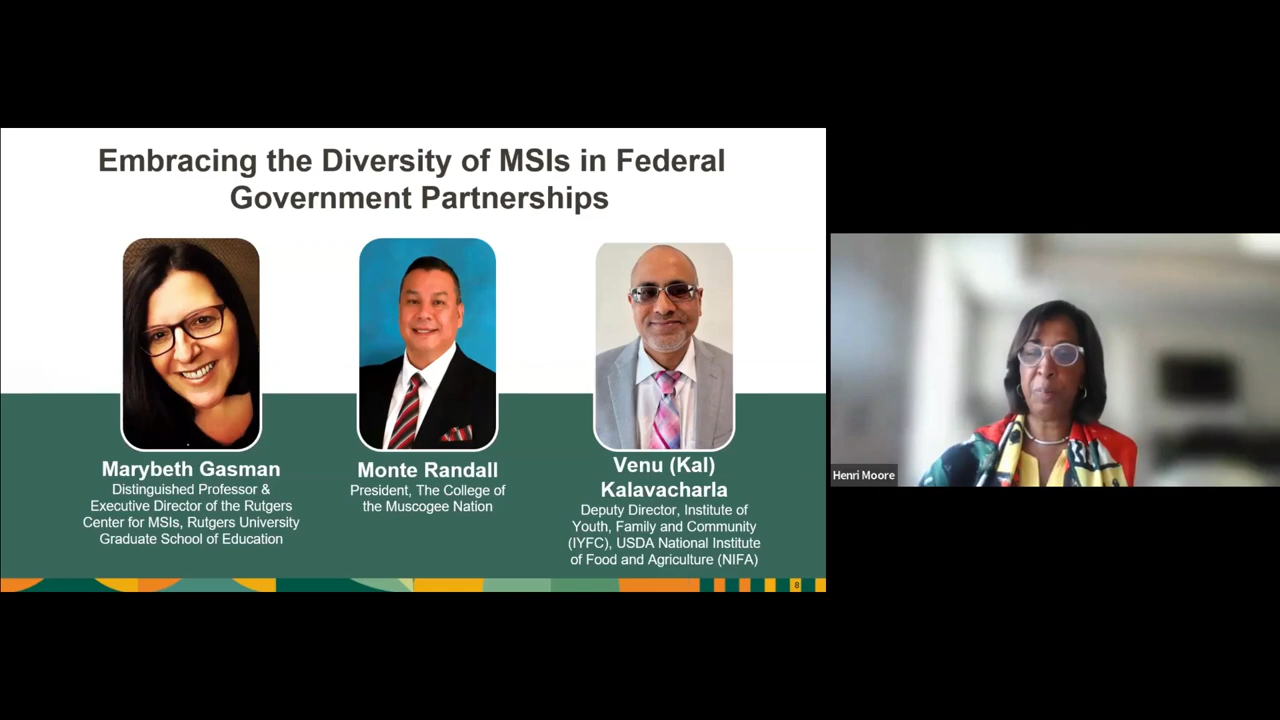 Embracing the Diversity of MSIs in Federal
Government Partnerships
Marybeth Gasman
Distinguished Professor &
Executive Director of the Rutgers
Center for MSIs, Rutgers University
Graduate School of Education
Monte Randall
President, The College of
the Muscogee Nation
Venu (Kal)
Kalavacharla
Deputy Director, Institute of
Youth, Family and Community
(IYFC), USDA National Institute
of Food and Agriculture (NIFA)
8
Henri Moore